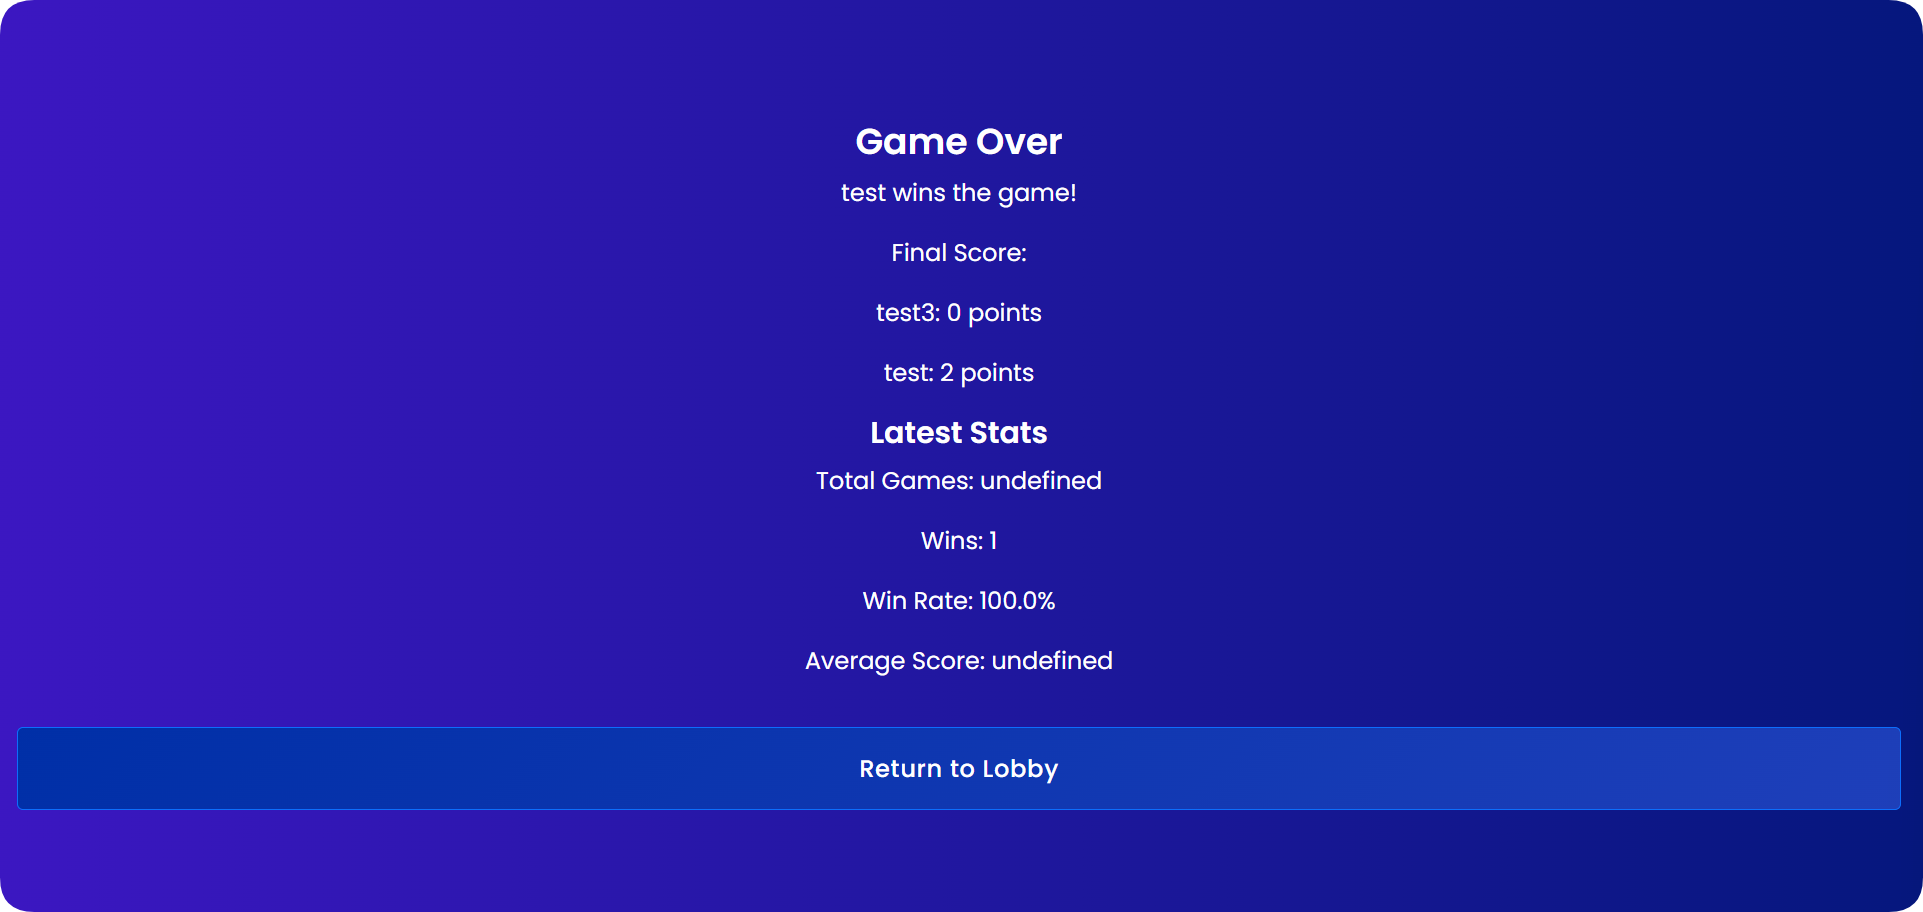 Game Over
test wins the game!
Final Score:
test3: 0 points
test: 2 points
Latest Stats
Total Games: undefined
Wins: 1
Win Rate: 100.0%
Average Score: undefined
Return to Lobby